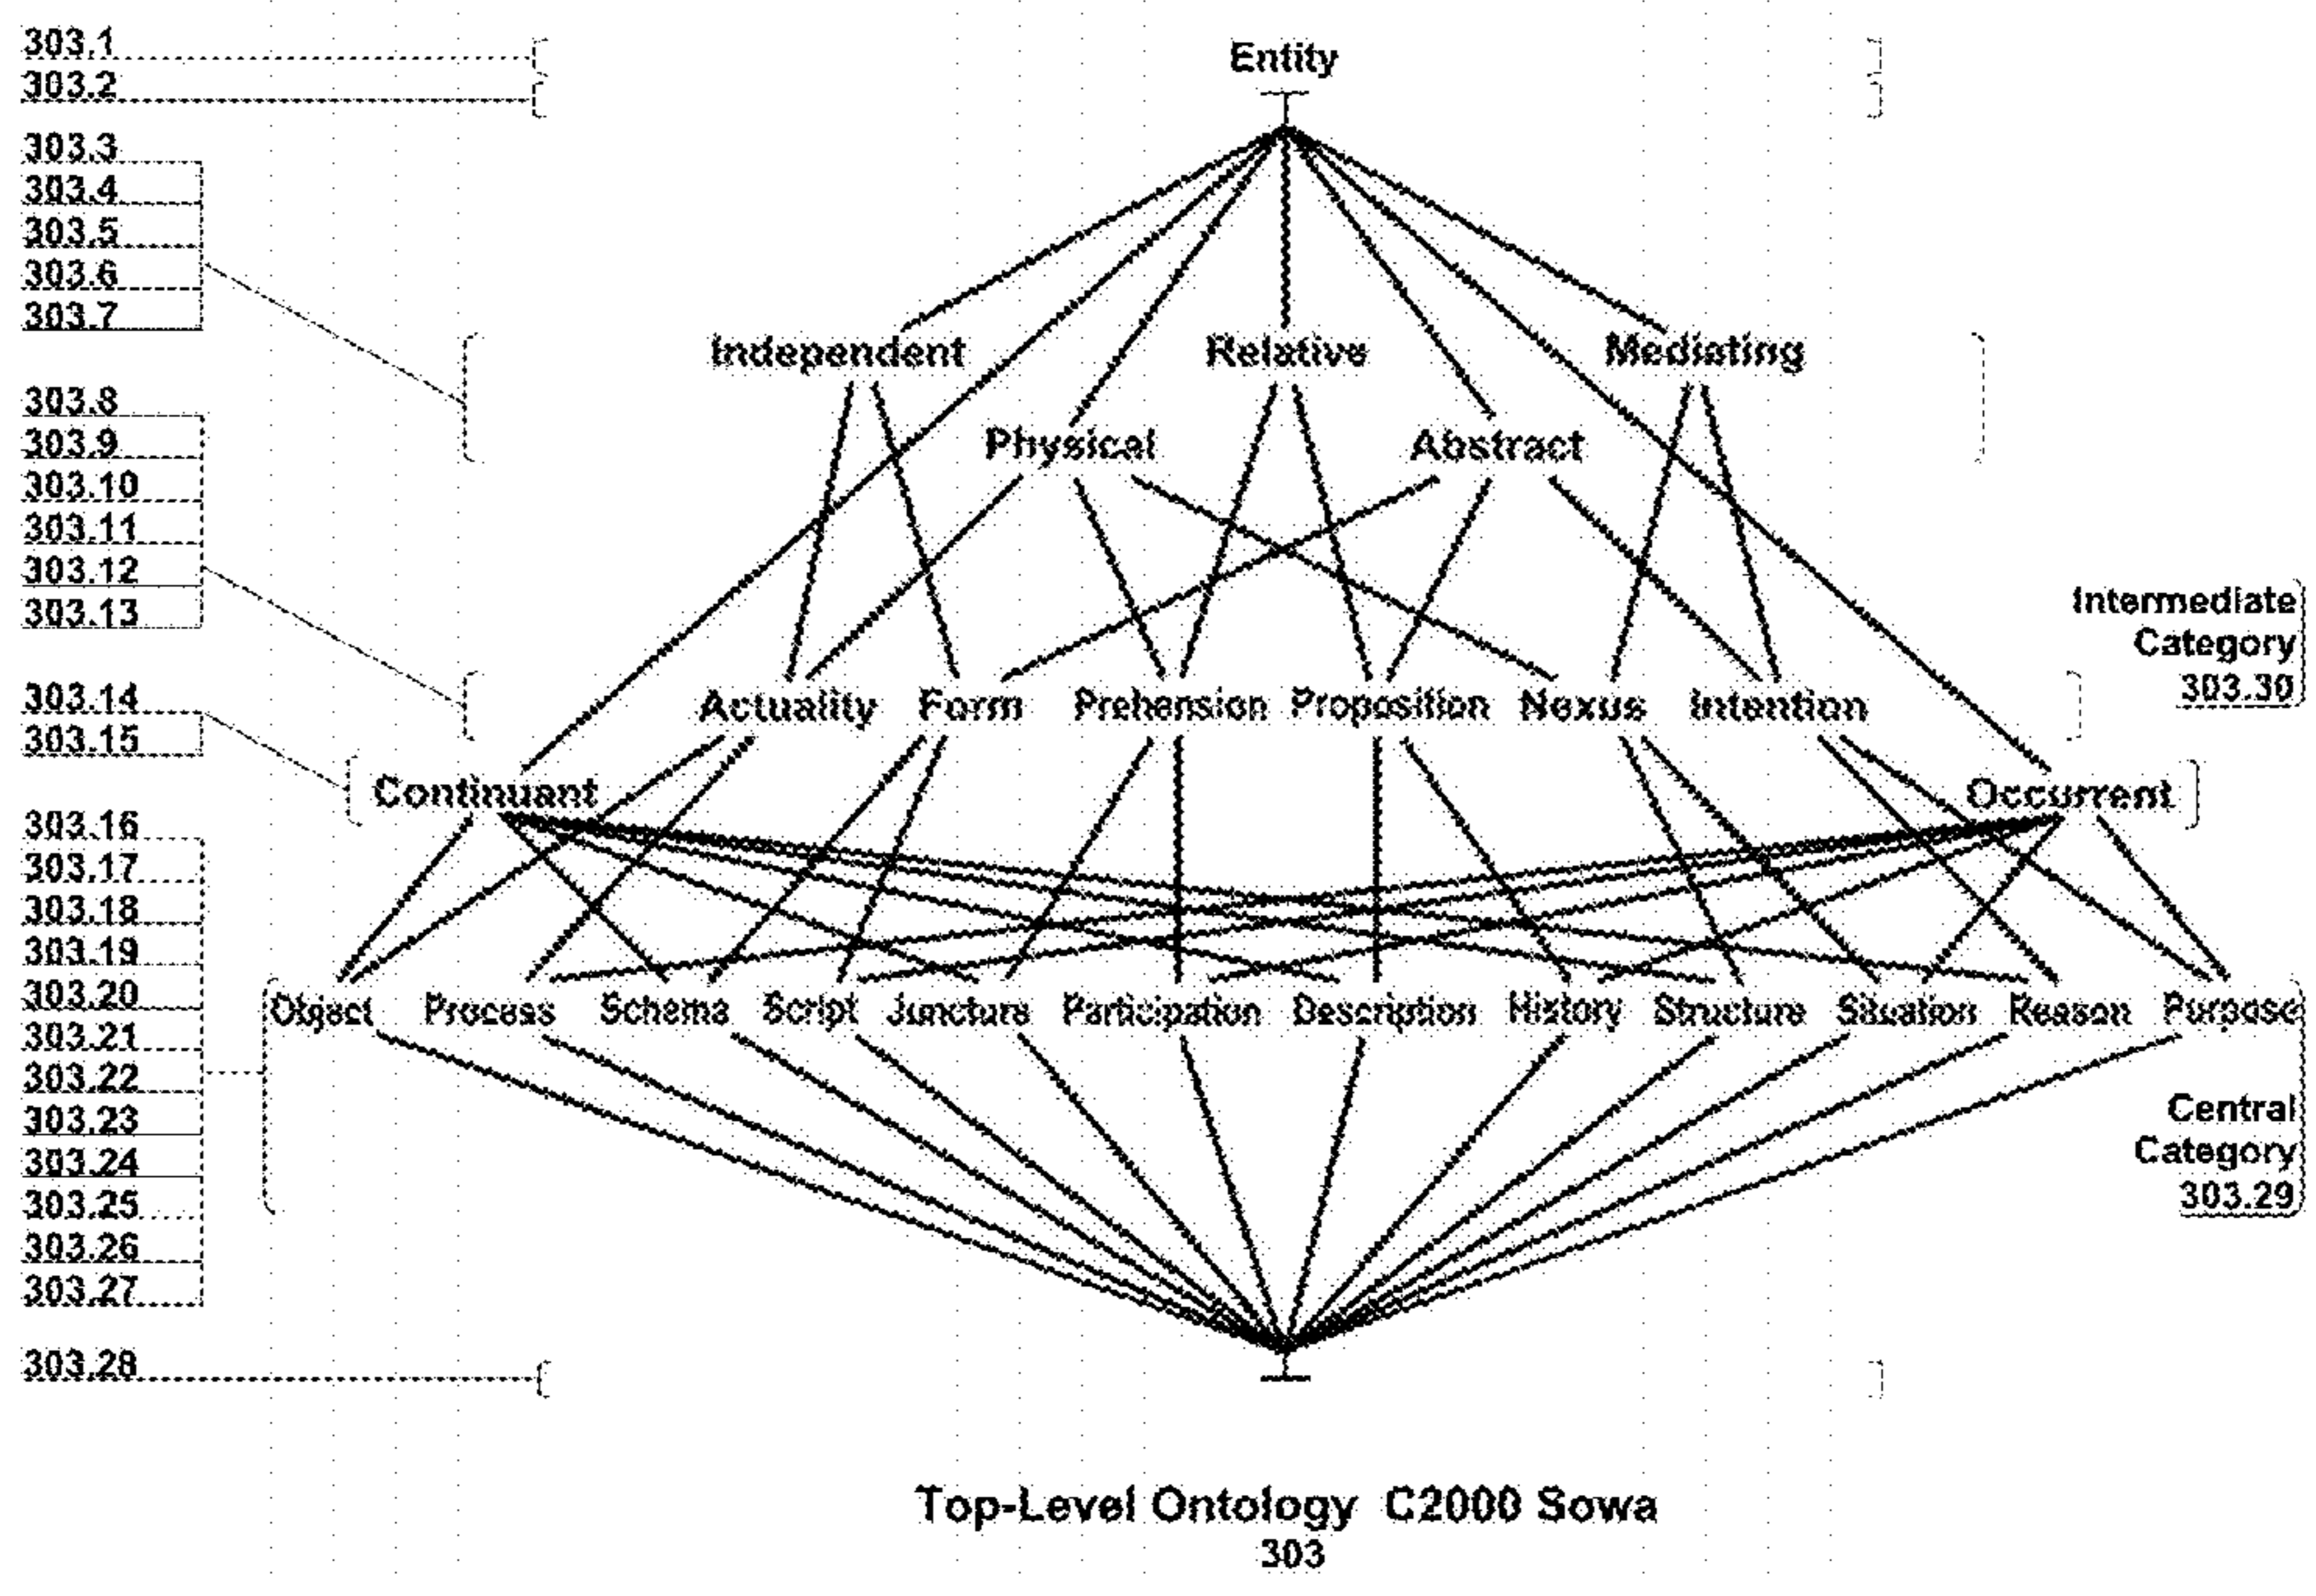 303.1
303.2
303.3
303.4
303.5
303.6
303.7
303.8
303.9
303.10
303.11
303.12
303.13
303.14
303.15
303.16
303.17
303.18
303.19
303.20
303.21
303.22
303.23
303.24
303.25
303.26
303.27
303.28
Entity
Independent Relative Mediating
Physical Abstract
Intermediate
Category
303.30
Actuality Form Prehension Proposition Nexus Intention
Continuant Occurrent
Object Process Schema Script Juncture Participation Description History Structure Situation Reason Purpose
Central
Category
303.29
Top-Level Ontology C2000 Sowa
303